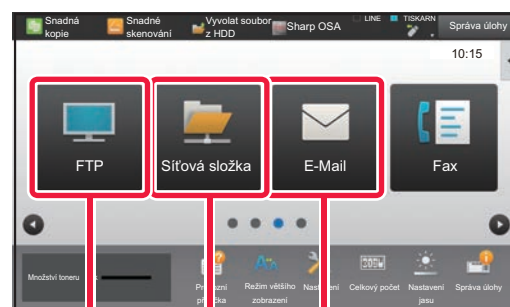 Snadná kopie
Snadné skenování
Vyvolat soubor z HDD
Sharp OSA
LINE
TISKÁRN
Správa úlohy
10:15
FTP
Síťová složka
E-Mail
Fax
Množství toneru
Režim většího zobrazení
Celkový počet
Nastavení jasu
Správa úlohy